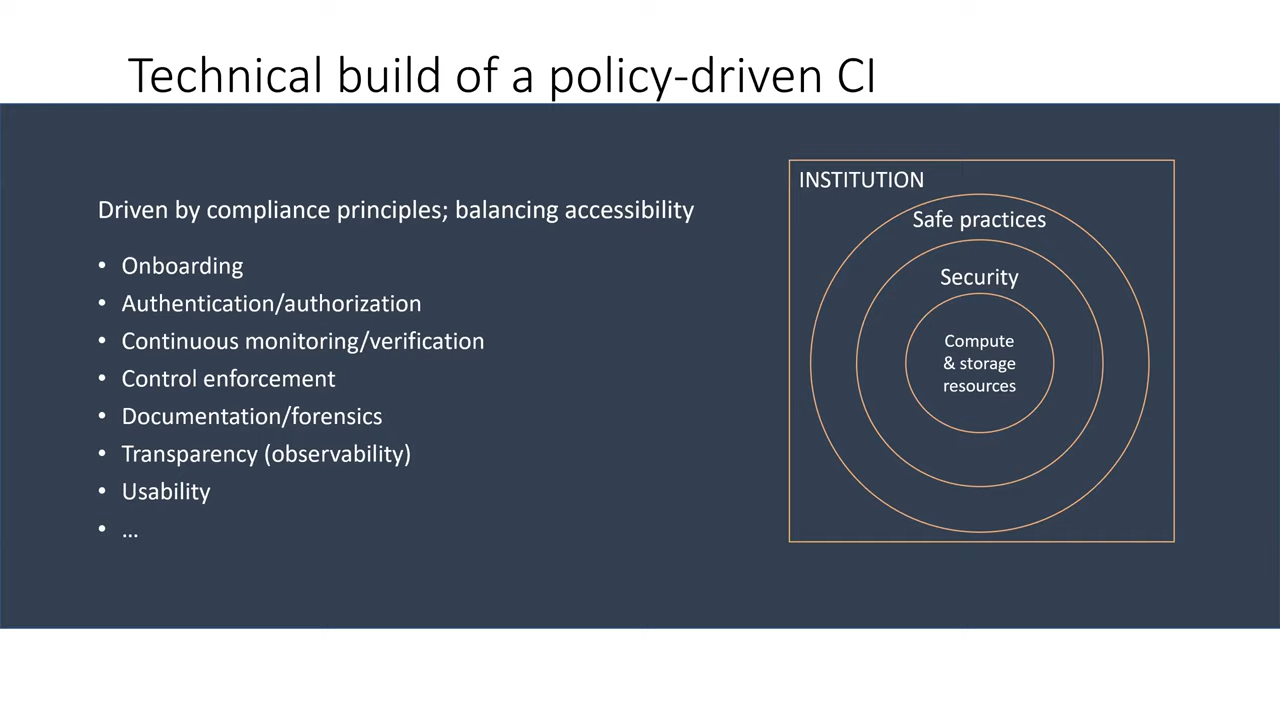 Technical build of a policy-driven CI
Driven by compliance principles; balancing accessibility
• Onboarding
• Authentication/authorization
• Continuous monitoring/verification
• Control enforcement
• Documentation/forensics
• Transparency (observability)
• Usability
• ...
INSTITUTION
Safe practices
Security
Compute
& storage
resources